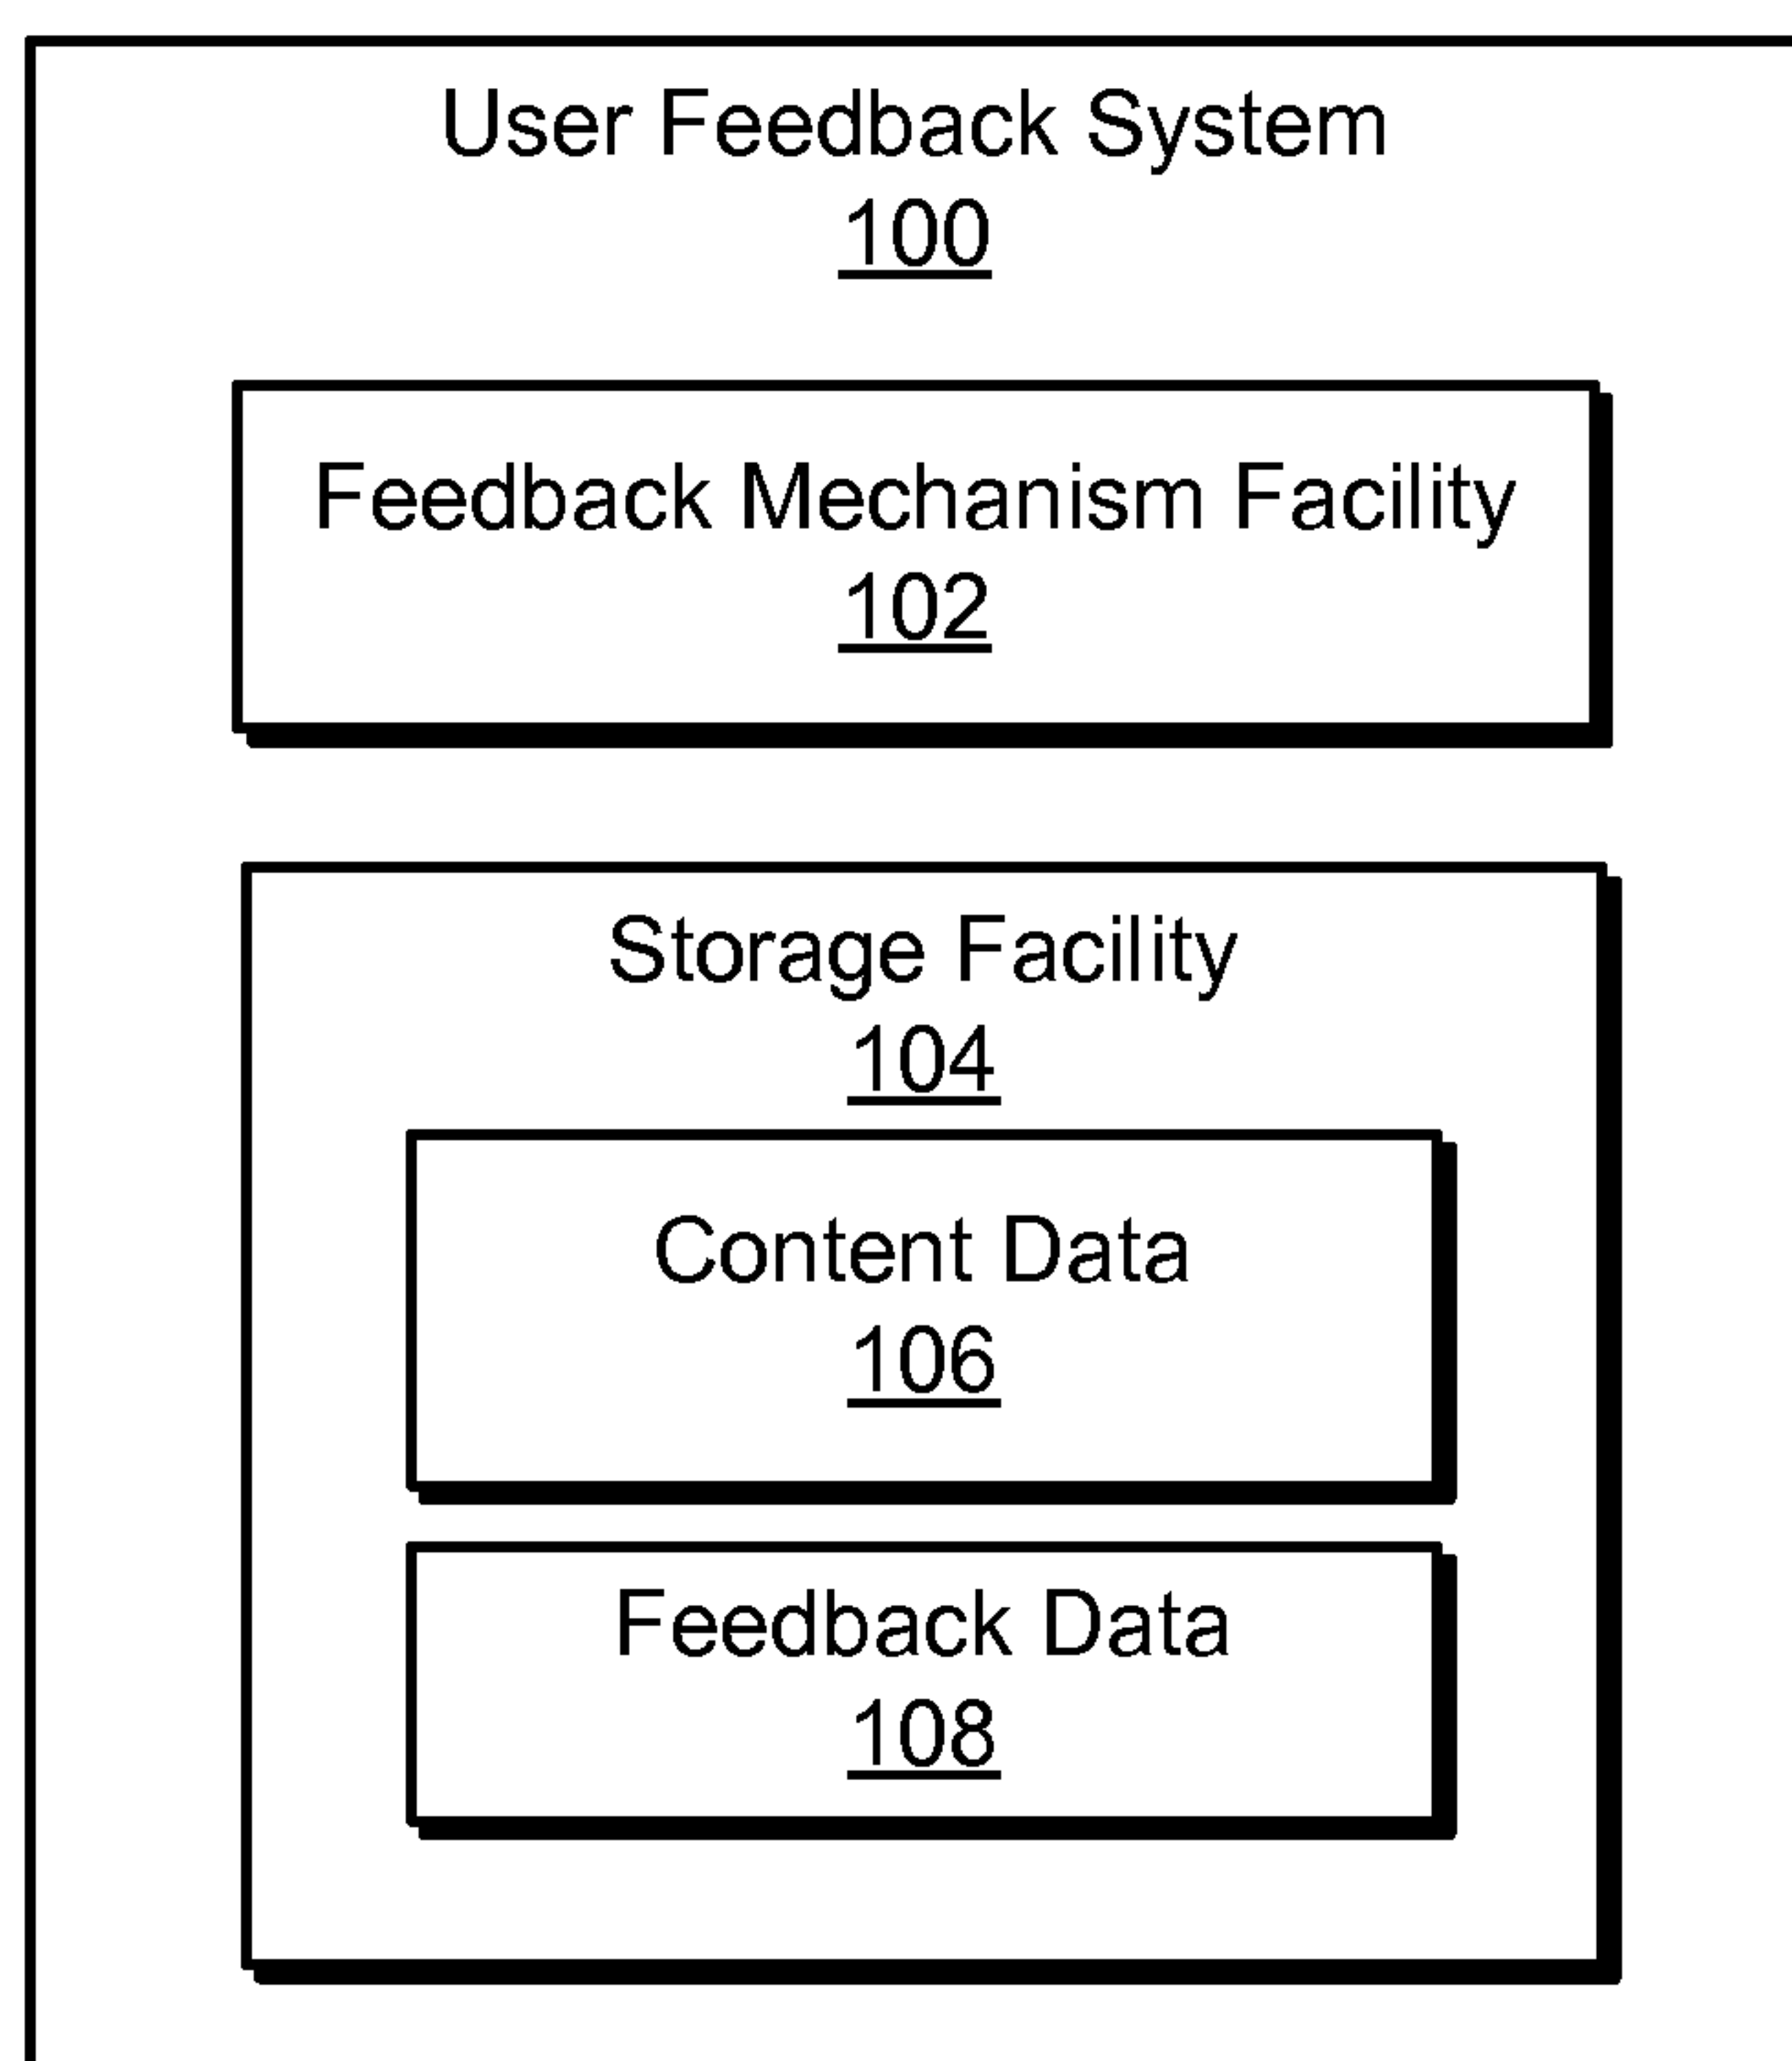 User Feedback System
100
Feedback Mechanism Facility
102
Storage Facility
104
Content Data
106
Feedback Data
108